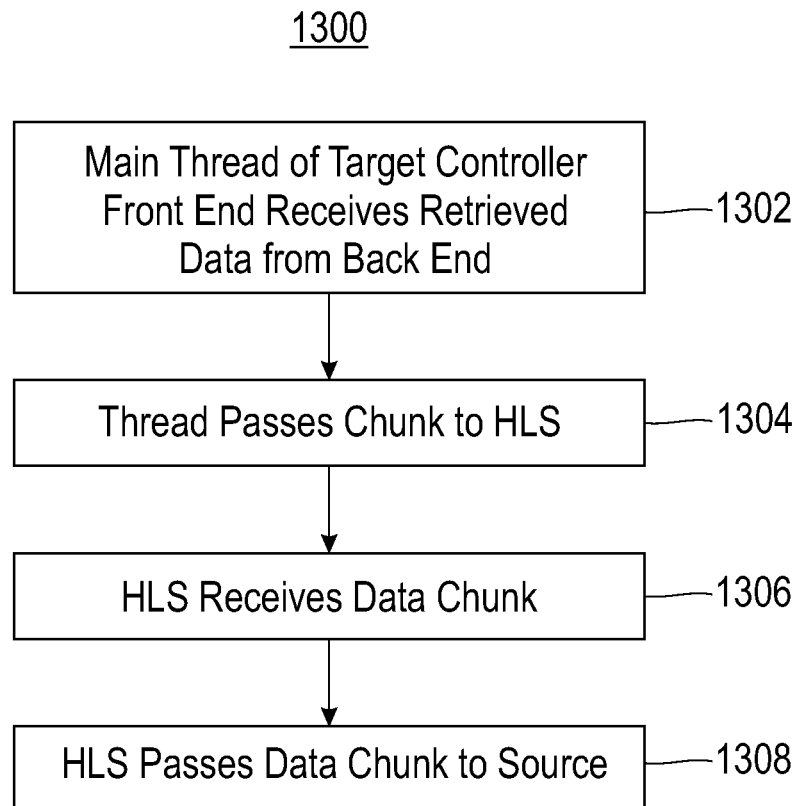 1300
Main Thread of Target Controller
Front End Receives Retrieved
Data from Back End
1302
Thread Passes Chunk to HLS
1304
HLS Receives Data Chunk
1306
HLS Passes Data Chunk to Source
1308